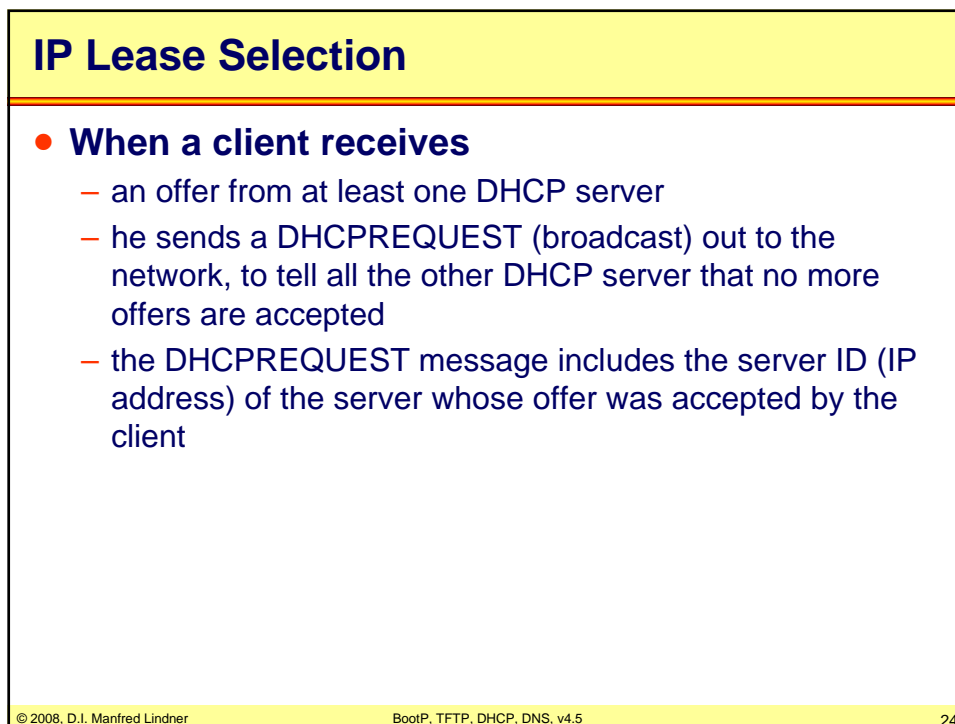 IP Lease Selection
• When a client receives
– an offer from at least one DHCP server
– he sends a DHCPREQUEST (broadcast) out to the
network, to tell all the other DHCP server that no more
offers are accepted
– the DHCPREQUEST message includes the server ID (IP
address) of the server whose offer was accepted by the
client
© 2008, D.I. Manfred Lindner BootP, TFTP, DHCP, DNS, v4.5 24